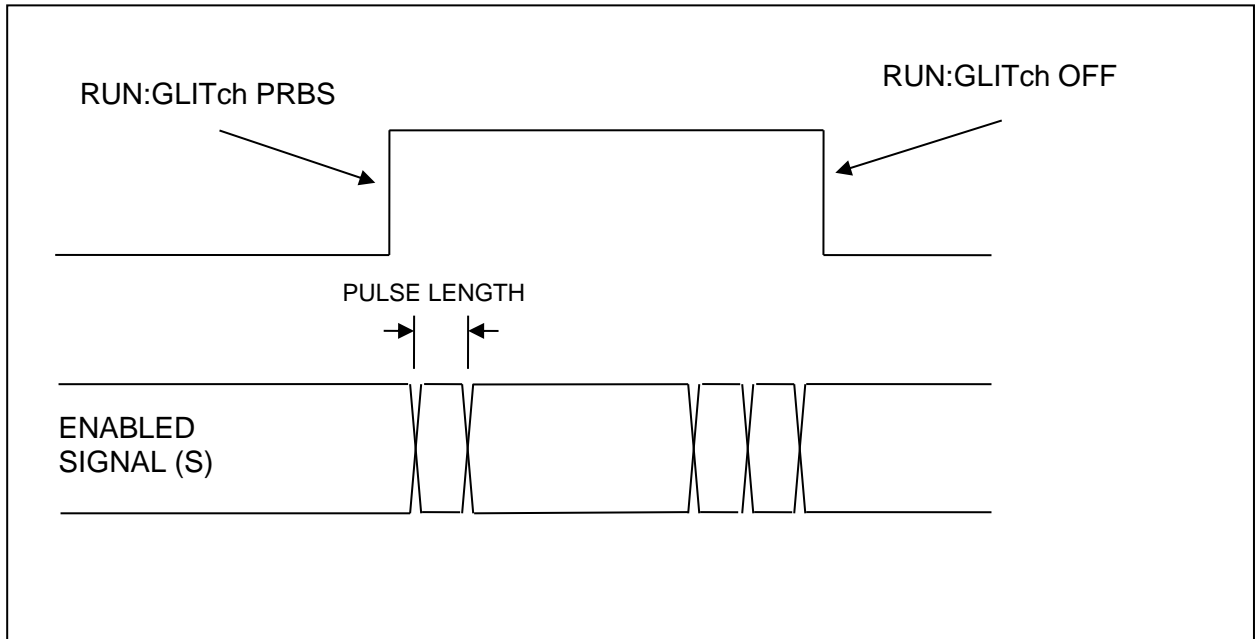 RUN:GLITch PRBS
RUN:GLITch OFF
PULSE LENGTH
ENABLED
SIGNAL (S)